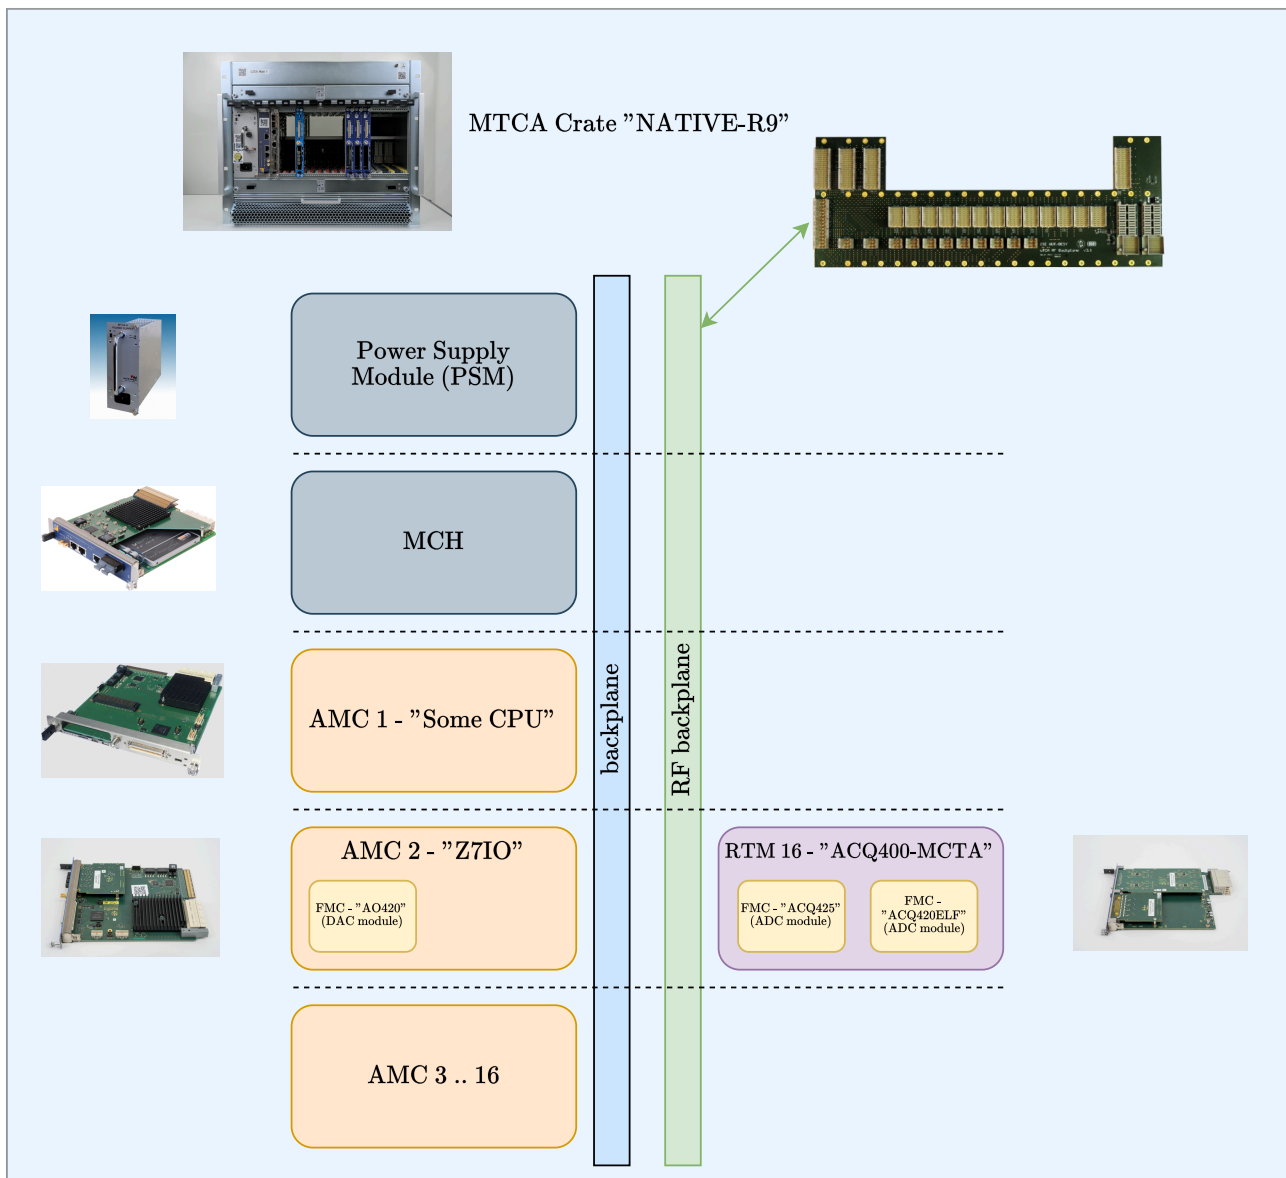 MTCA Crate "NATIVE-R9"
Power Supply
Module (PSM)
MCH
backplane
RF backplane
AMC 1 - "Some CPU"
AMC 2 - "Z7IO"
FMC - "AO420"
(DAC module)
RTM 16 - "ACQ400-MCTA"
FMC - "ACQ425"
(ADC module)
FMC -
"ACQ420ELF"
(ADC module)
AMC 3 .. 16